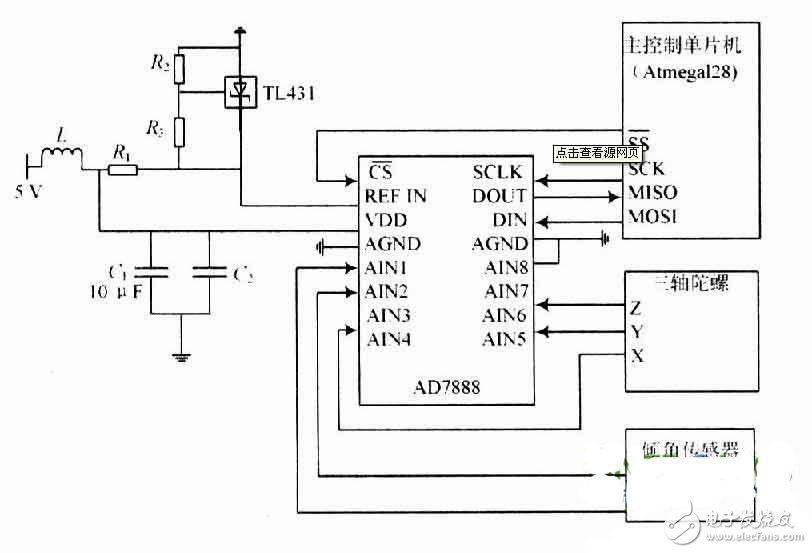 R₂
TL431
R₃
L
R₁
5 V
C₁
10 μF
C₂
主控制单片机
(Atmegal28)
SS
点击查看源网页
SCK
MISO
MOSI
CS
SCLK
REF IN
DOUT
VDD
DIN
AGND
AGND
AIN1
AIN8
AIN2
AIN7
AIN3
AIN6
AIN4
AIN5
AD7888
三轴陀螺
Z
Y
X
倾角传感器
电子发烧友
www.elecfans.com